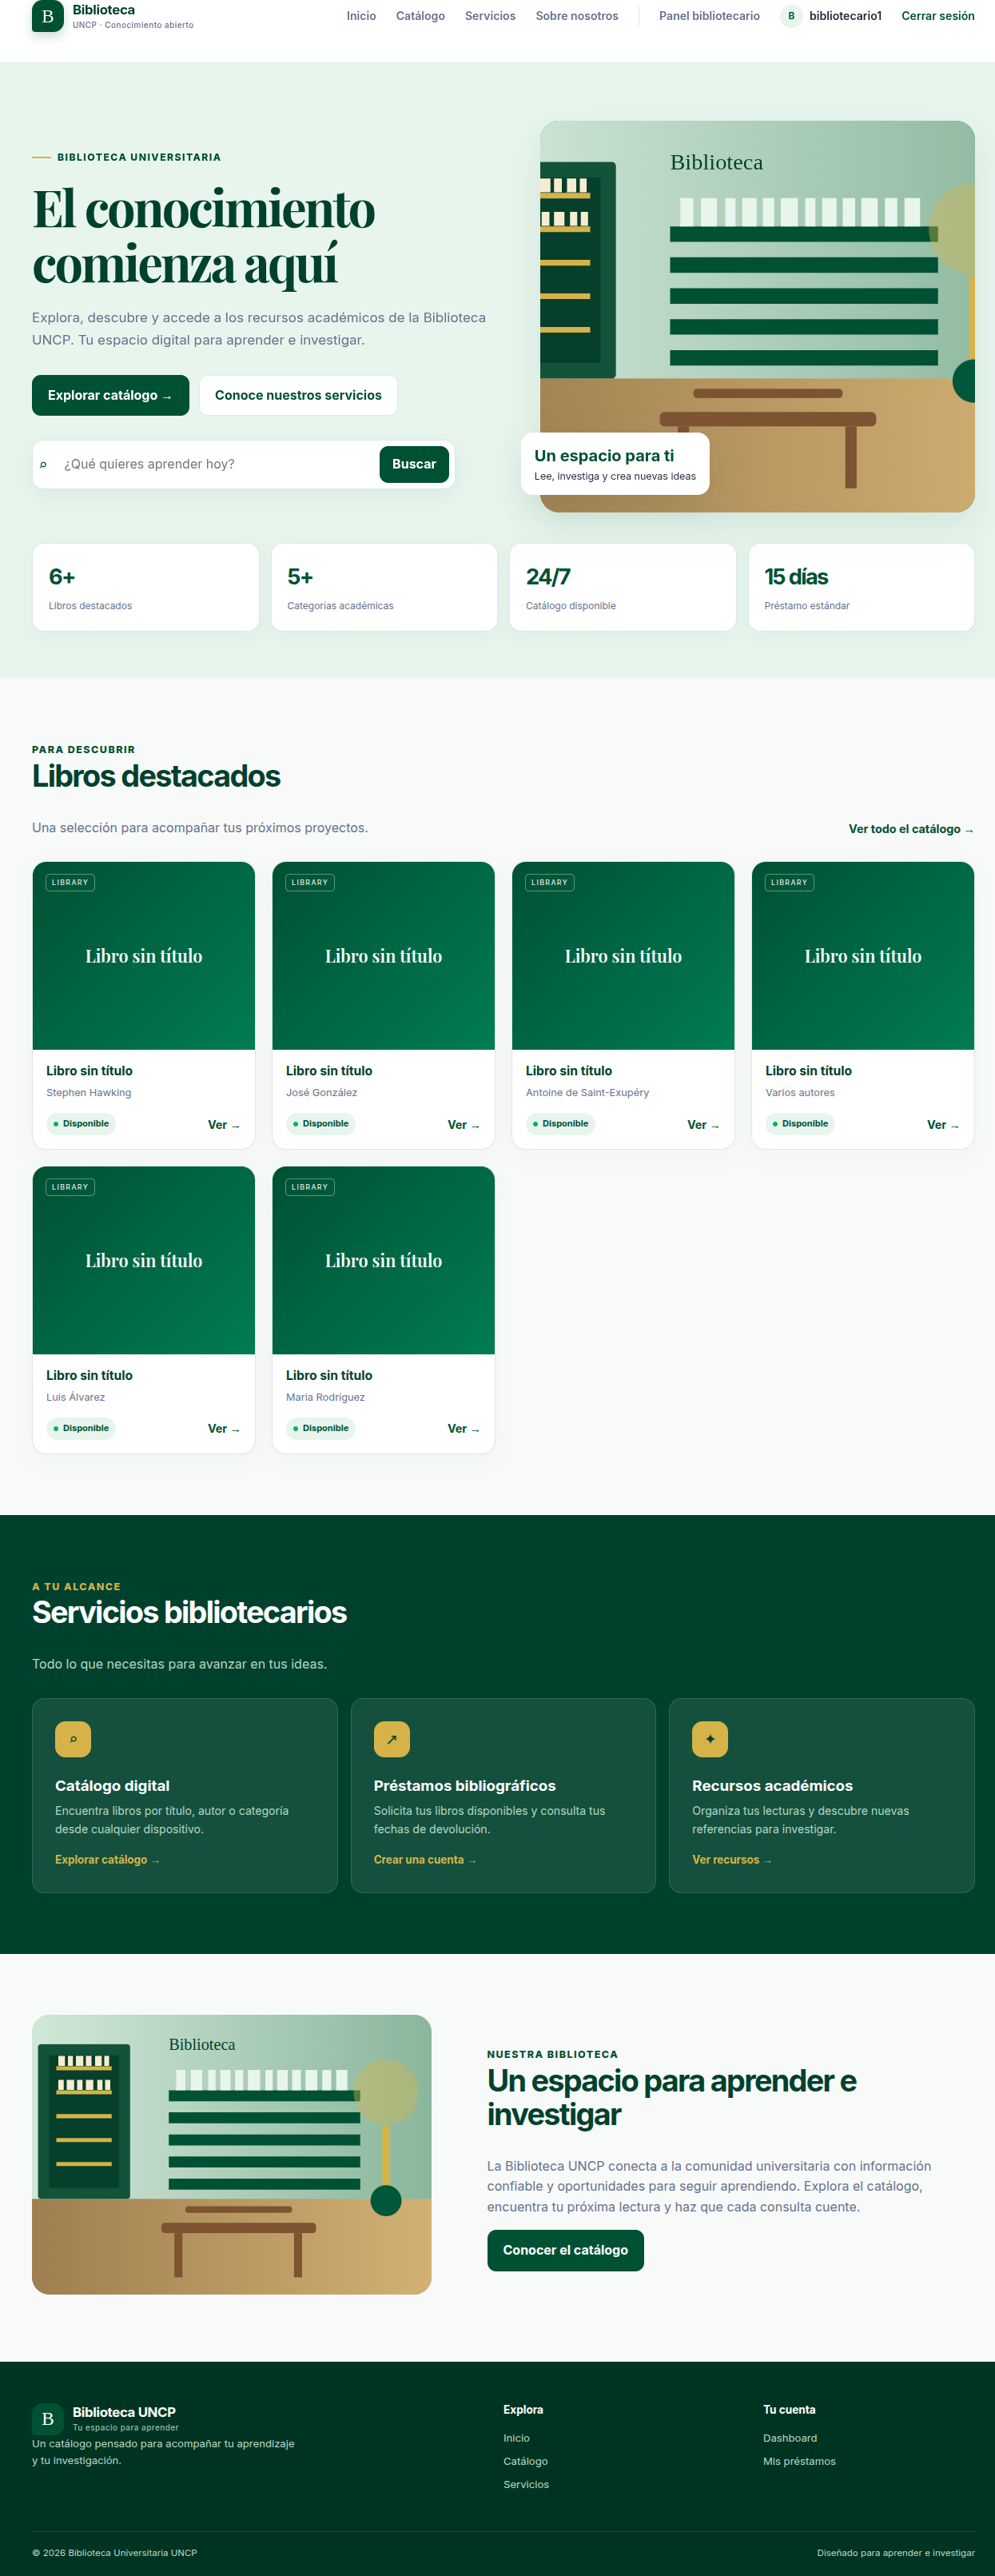 B
Biblioteca
UNCP · Conocimiento abierto
Inicio
Catálogo
Servicios
Sobre nosotros
Panel bibliotecario
B
bibliotecario1
Cerrar sesión
BIBLIOTECA UNIVERSITARIA
El conocimiento
comienza aquí
Explora, descubre y accede a los recursos académicos de la Biblioteca
UNCP. Tu espacio digital para aprender e investigar.
Explorar catálogo →
Conoce nuestros servicios
¿Qué quieres aprender hoy?
Buscar
Biblioteca
Un espacio para ti
Lee, investiga y crea nuevas ideas
6+
Libros destacados
5+
Categorías académicas
24/7
Catálogo disponible
15 días
Préstamo estándar
PARA DESCUBRIR
Libros destacados
Una selección para acompañar tus próximos proyectos.
Ver todo el catálogo →
LIBRARY
Libro sin título
Libro sin título
Stephen Hawking
Disponible
Ver →
LIBRARY
Libro sin título
Libro sin título
José González
Disponible
Ver →
LIBRARY
Libro sin título
Libro sin título
Antoine de Saint-Exupéry
Disponible
Ver →
LIBRARY
Libro sin título
Libro sin título
Varios autores
Disponible
Ver →
LIBRARY
Libro sin título
Libro sin título
Luis Álvarez
Disponible
Ver →
LIBRARY
Libro sin título
Libro sin título
Maria Rodríguez
Disponible
Ver →
A TU ALCANCE
Servicios bibliotecarios
Todo lo que necesitas para avanzar en tus ideas.
Catálogo digital
Encuentra libros por título, autor o categoría
desde cualquier dispositivo.
Explorar catálogo →
Préstamos bibliográficos
Solicita tus libros disponibles y consulta tus
fechas de devolución.
Crear una cuenta →
Recursos académicos
Organiza tus lecturas y descubre nuevas
referencias para investigar.
Ver recursos →
Biblioteca
NUESTRA BIBLIOTECA
Un espacio para aprender e
investigar
La Biblioteca UNCP conecta a la comunidad universitaria con información
confiable y oportunidades para seguir aprendiendo. Explora el catálogo,
encuentra tu próxima lectura y haz que cada consulta cuente.
Conocer el catálogo
B
Biblioteca UNCP
Tu espacio para aprender
Un catálogo pensado para acompañar tu aprendizaje
y tu investigación.
Explora
Inicio
Catálogo
Servicios
Tu cuenta
Dashboard
Mis préstamos
© 2026 Biblioteca Universitaria UNCP
Diseñado para aprender e investigar